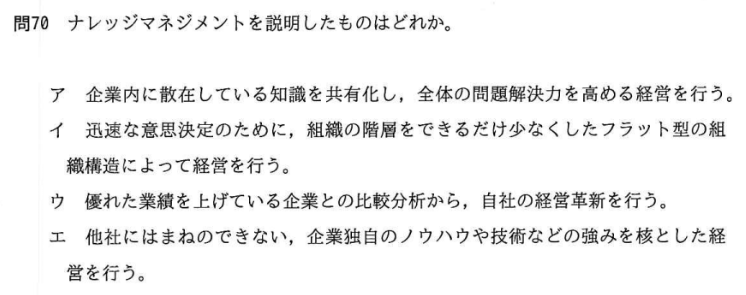 問70　ナレッジマネジメントを説明したものはどれか。
ア　企業内に散在している知識を共有化し，全体の問題解決力を高める経営を行う。
イ　迅速な意思決定のために，組織の階層をできるだけ少なくしたフラット型の組
織構造によって経営を行う。
ウ　優れた業績を上げている企業との比較分析から，自社の経営革新を行う。
エ　他社にはまねのできない，企業独自のノウハウや技術などの強みを核とした経
営を行う。